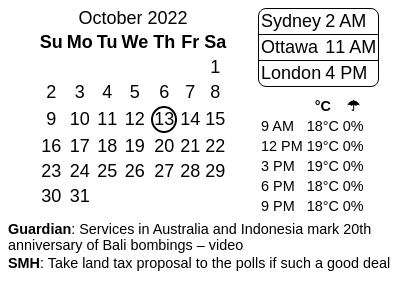 October 2022
Su Mo Tu We Th Fr Sa
1
2 3 4 5 6 7 8
9 10 11 12 13 14 15
16 17 18 19 20 21 22
23 24 25 26 27 28 29
30 31
Sydney 2 AM
Ottawa 11 AM
London 4 PM
°C ☂
9 AM 18°C 0%
12 PM 19°C 0%
3 PM 19°C 0%
6 PM 18°C 0%
9 PM 18°C 0%
Guardian: Services in Australia and Indonesia mark 20th
anniversary of Bali bombings – video
SMH: Take land tax proposal to the polls if such a good deal